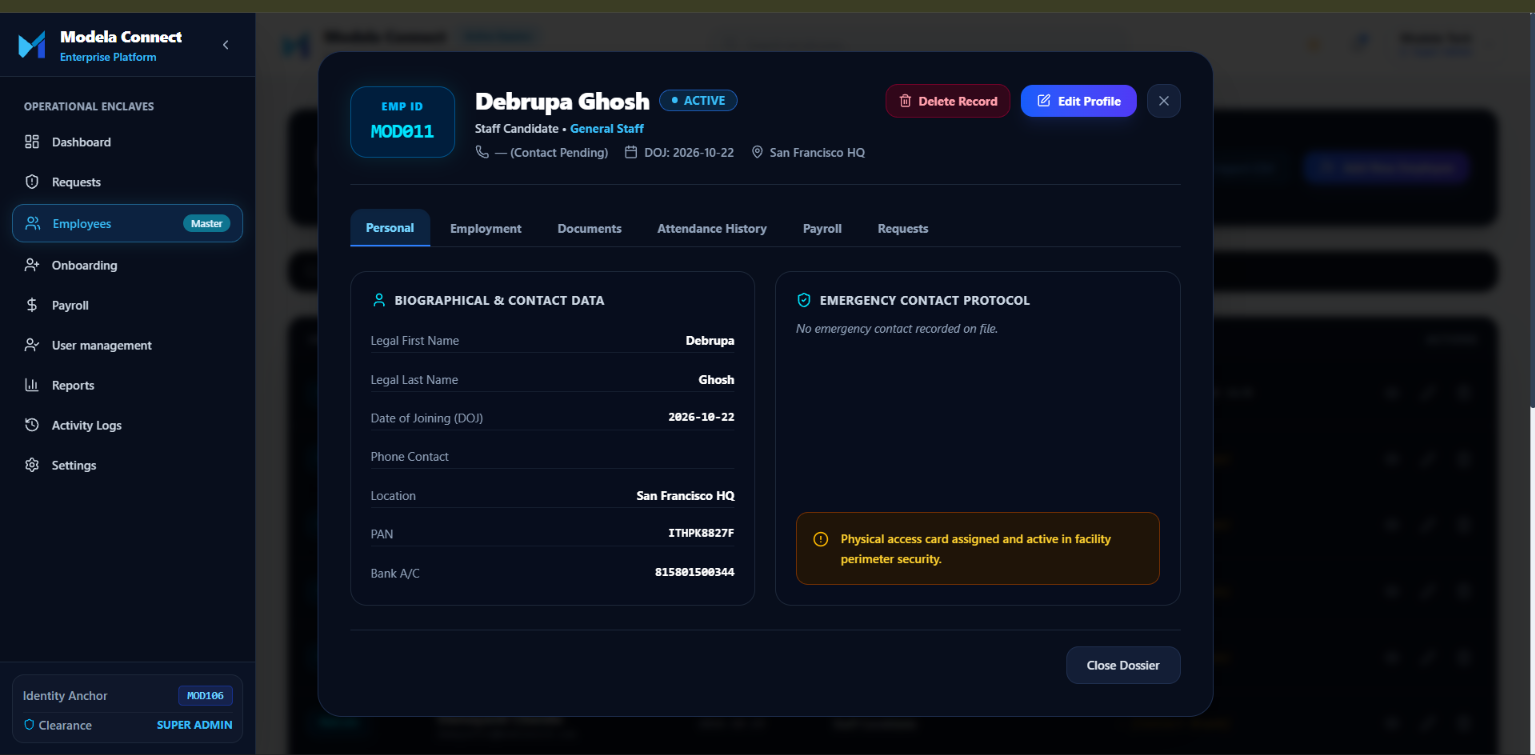 Modela Connect
Enterprise Platform
OPERATIONAL ENCLAVES
Dashboard
Requests
Employees Master
Onboarding
Payroll
User management
Reports
Activity Logs
Settings
Identity Anchor MOD106
Clearance SUPER ADMIN
EMP ID
MOD011
Debrupa Ghosh ACTIVE
Staff Candidate • General Staff
— (Contact Pending) DOJ: 2026-10-22 San Francisco HQ
Delete Record Edit Profile
Personal Employment Documents Attendance History Payroll Requests
BIOGRAPHICAL & CONTACT DATA
Legal First Name Debrupa
Legal Last Name Ghosh
Date of Joining (DOJ) 2026-10-22
Phone Contact
Location San Francisco HQ
PAN ITHPK8827F
Bank A/C 815801500344
EMERGENCY CONTACT PROTOCOL
No emergency contact recorded on file.
Physical access card assigned and active in facility
perimeter security.
Close Dossier